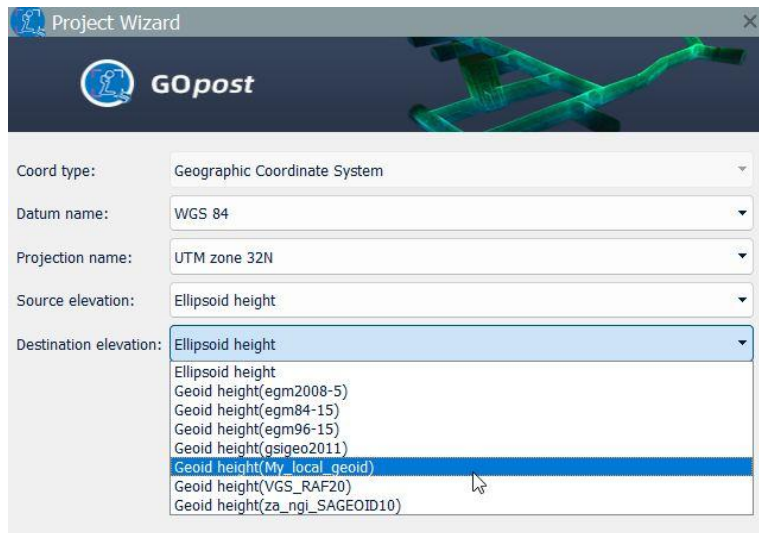 Project Wizard
GOpost
Coord type: Geographic Coordinate System
Datum name: WGS 84
Projection name: UTM zone 32N
Source elevation: Ellipsoid height
Destination elevation: Ellipsoid height
Ellipsoid height
Geoid height(egm2008-5)
Geoid height(egm84-15)
Geoid height(egm96-15)
Geoid height(gsigeo2011)
Geoid height(My_local_geoid)
Geoid height(VGS_RAF20)
Geoid height(za_ngi_SAGEOID10)